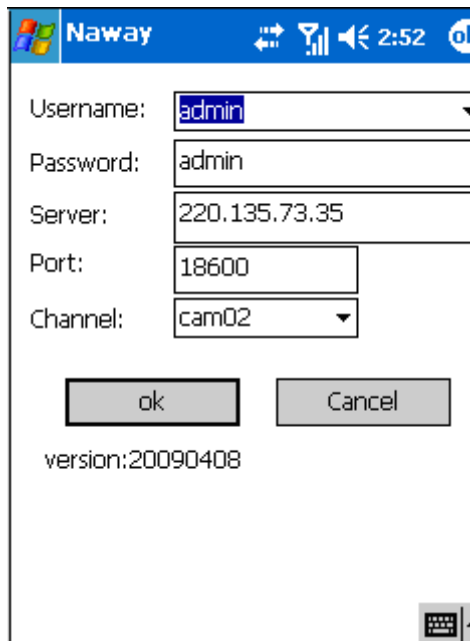 Naway 2:52 ok
Username: admin
Password: admin
Server: 220.135.73.35
Port: 18600
Channel: cam02
ok Cancel
version:20090408